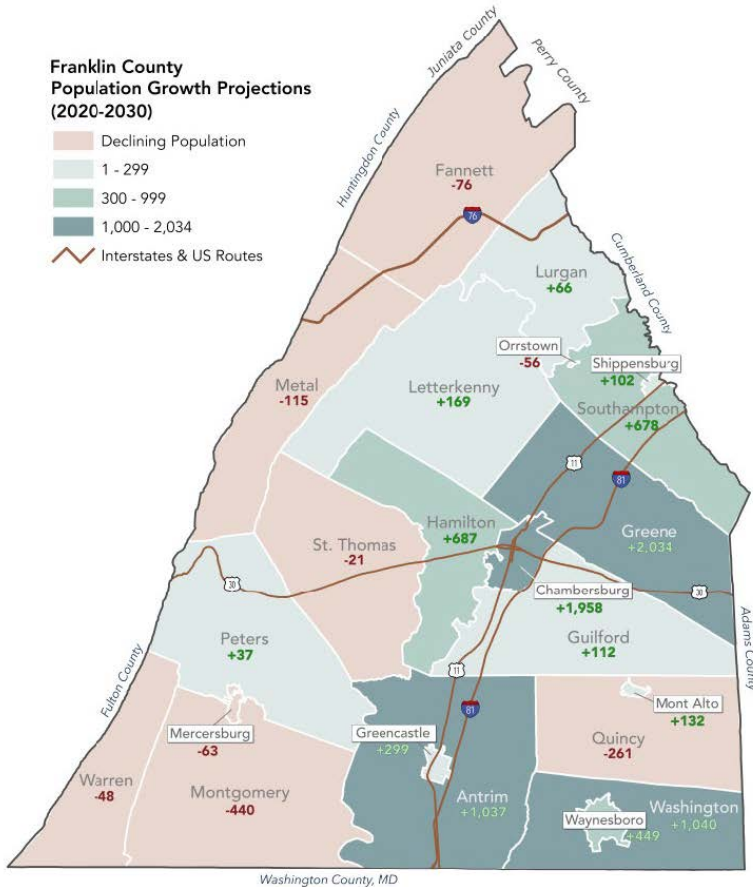 Franklin County
Population Growth Projections
(2020-2030)
Declining Population
1 - 299
300 - 999
1,000 - 2,034
Interstates & US Routes
Juniata County
Perry County
Huntingdon County
Cumberland County
Fulton County
Adams County
Washington County, MD
Fannett
-76
76
Lurgan
+66
Orrstown
-56
Shippensburg
+102
Metal
-115
Letterkenny
+169
Southampton
+678
11
81
Hamilton
+687
St. Thomas
-21
Greene
+2,034
30
Chambersburg
+1,958
30
Peters
+37
Guilford
+112
11
81
Mont Alto
+132
Mercersburg
-63
Greencastle
+299
Quincy
-261
Warren
-48
Montgomery
-440
Antrim
+1,037
Washington
+1,040
Waynesboro
+449